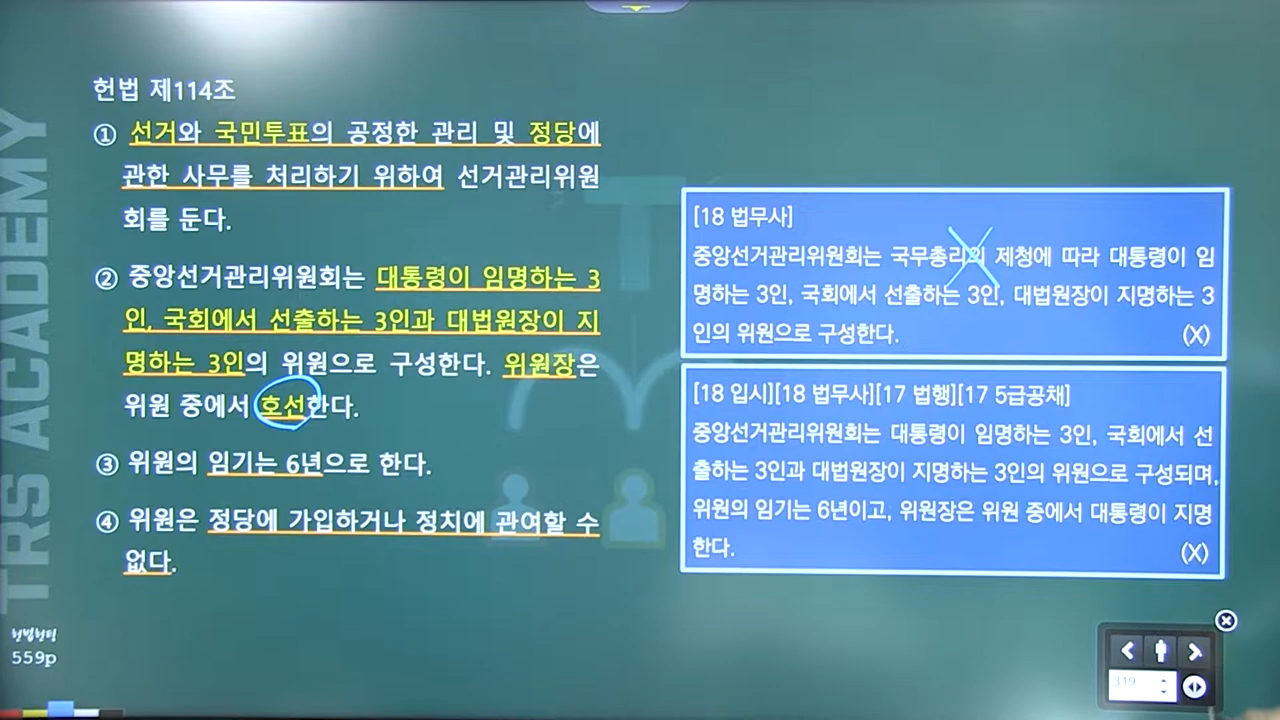 헌법 제114조
① 선거와 국민투표의 공정한 관리 및 정당에
관한 사무를 처리하기 위하여 선거관리위원
회를 둔다.
② 중앙선거관리위원회는 대통령이 임명하는 3
인, 국회에서 선출하는 3인과 대법원장이 지
명하는 3인의 위원으로 구성한다. 위원장은
위원 중에서 호선한다.
③ 위원의 임기는 6년으로 한다.
④ 위원은 정당에 가입하거나 정치에 관여할 수
없다.
[18 법무사]
중앙선거관리위원회는 국무총리의 제청에 따라 대통령이 임
명하는 3인, 국회에서 선출하는 3인, 대법원장이 지명하는 3
인의 위원으로 구성한다. (X)
[18 입시][18 법무사][17 법행][17 5급공채]
중앙선거관리위원회는 대통령이 임명하는 3인, 국회에서 선
출하는 3인과 대법원장이 지명하는 3인의 위원으로 구성되며,
위원의 임기는 6년이고, 위원장은 위원 중에서 대통령이 지명
한다. (X)
TRS ACADEMY
559p
319